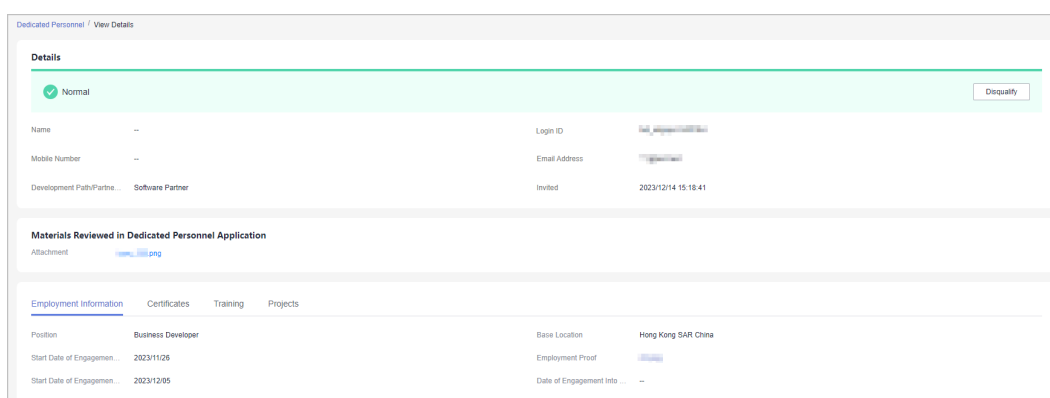 Dedicated Personnel / View Details
Details
Normal
Disqualify
Name -- Login ID
Mobile Number -- Email Address
Development Path/Partne... Software Partner Invited 2023/12/14 15:18:41
Materials Reviewed in Dedicated Personnel Application
Attachment .png
Employment Information Certificates Training Projects
Position Business Developer Base Location Hong Kong SAR China
Start Date of Engagemen... 2023/11/26 Employment Proof
Start Date of Engagemen... 2023/12/05 Date of Engagement Into ... --